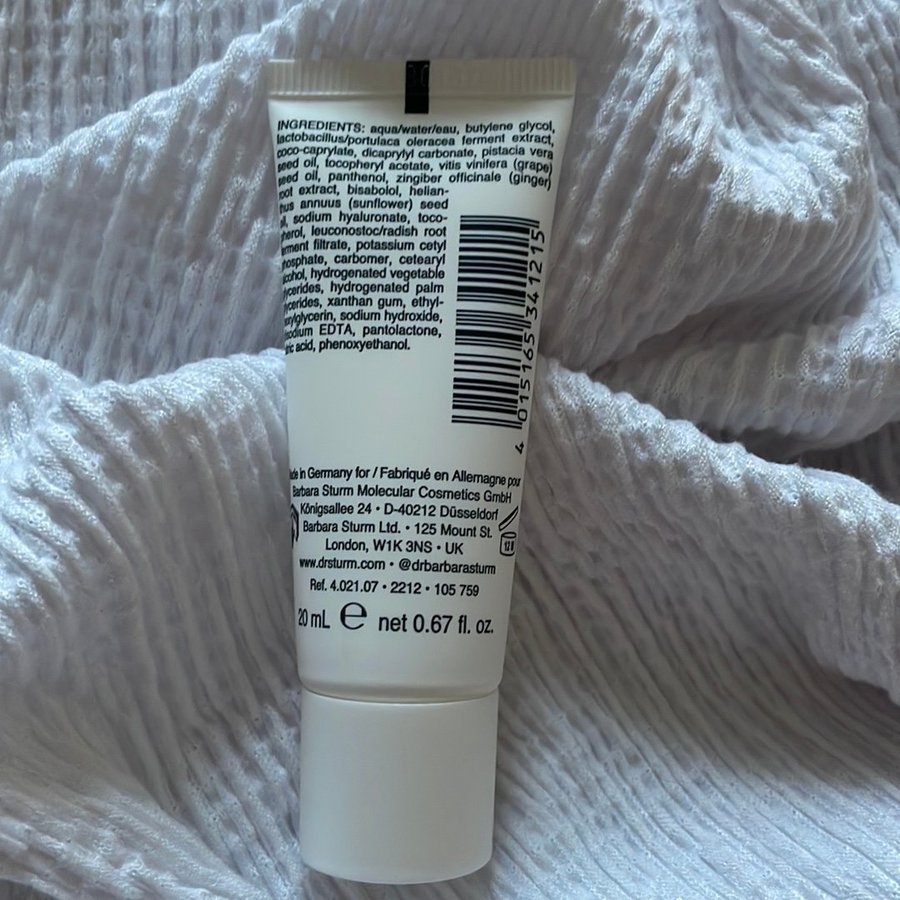 INGREDIENTS: aqua/water/eau, butylene glycol,
lactobacillus/portulaca oleracea ferment extract,
coco-caprylate, dicaprylyl carbonate, pistacia vera
seed oil, tocopheryl acetate, vitis vinifera (grape)
seed oil, panthenol, zingiber officinale (ginger)
root extract, bisabolol, helian-
thus annuus (sunflower) seed
oil, sodium hyaluronate, toco-
pherol, leuconostoc/radish root
ferment filtrate, potassium cetyl
phosphate, carbomer, cetearyl
alcohol, hydrogenated vegetable
glycerides, hydrogenated palm
glycerides, xanthan gum, ethyl-
hexylglycerin, sodium hydroxide,
disodium EDTA, pantolactone,
citric acid, phenoxyethanol.
4 015165 341215
Made in Germany for / Fabriqué en Allemagne pour
Barbara Sturm Molecular Cosmetics GmbH
Königsallee 24 • D-40212 Düsseldorf
Barbara Sturm Ltd. • 125 Mount St.
London, W1K 3NS • UK
www.drsturm.com • @drbarbarasturm
Ref. 4.021.07 • 2212 • 105 759
20 mL e net 0.67 fl. oz.